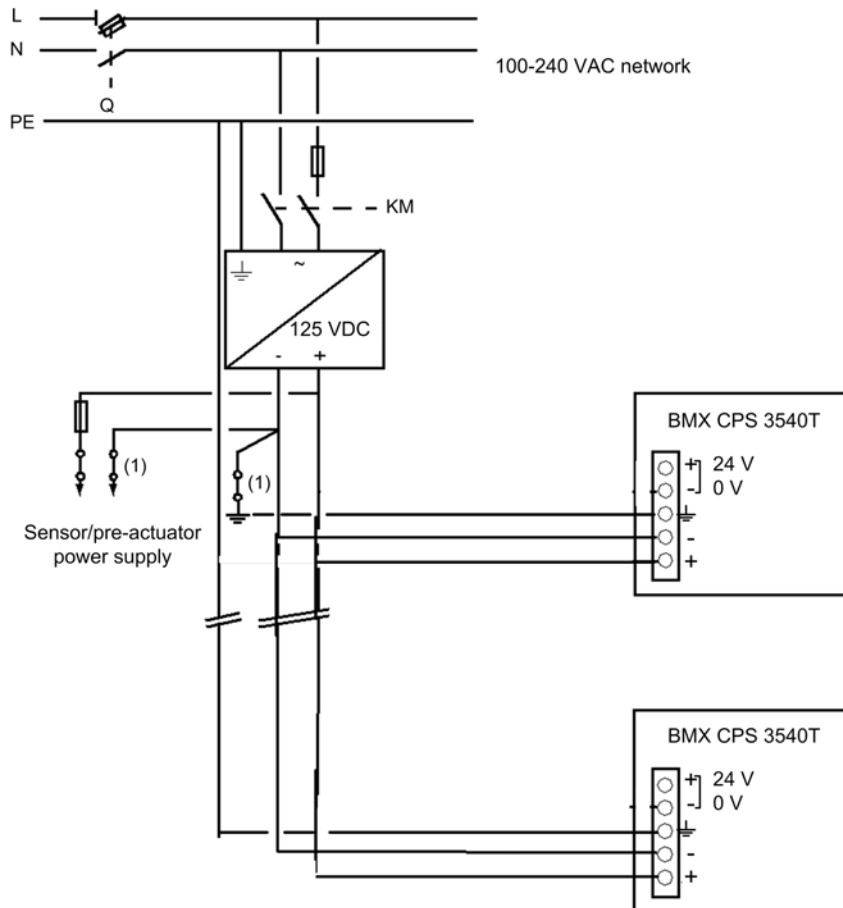 L
N
100-240 VAC network
Q
PE
KM
~
125 VDC
- +
BMX CPS 3540T
+ 24 V
- 0 V
-
+
(1)
(1)
Sensor/pre-actuator
power supply
BMX CPS 3540T
+ 24 V
- 0 V
-
+